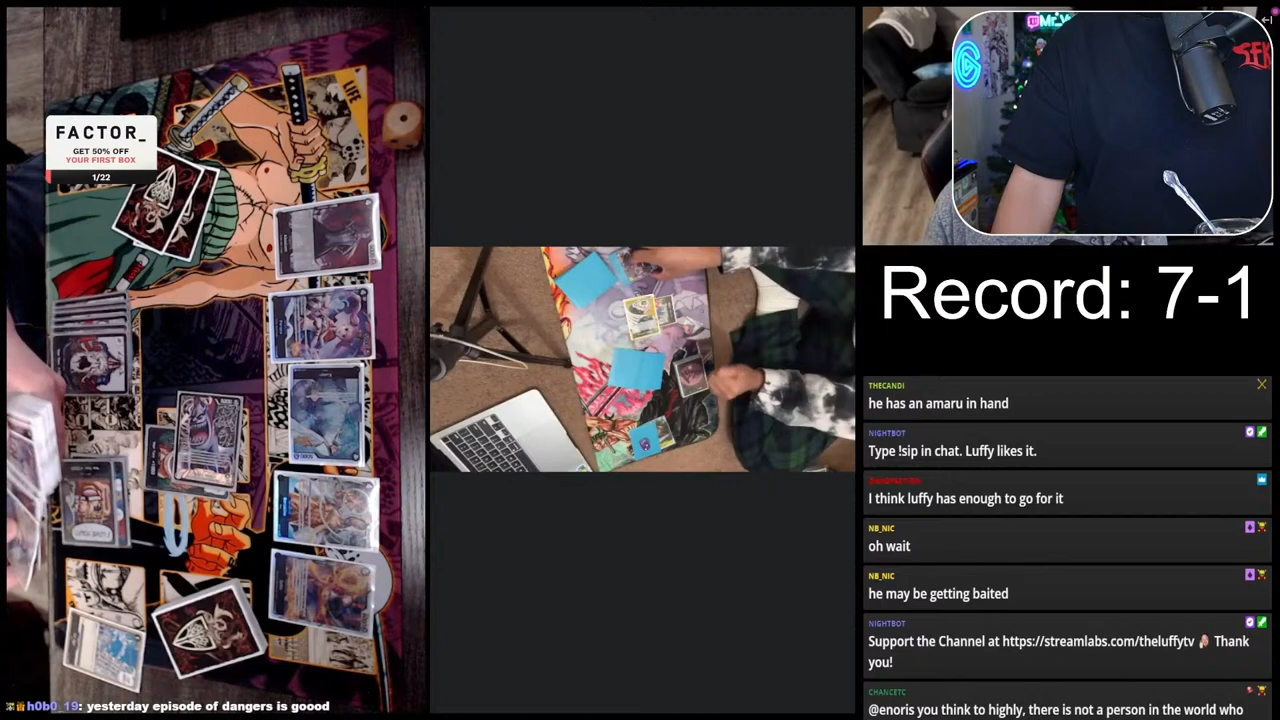 LIFE
FACTOR_
GET 50% OFF
YOUR FIRST BOX
1/22
h0b0_19: yesterday episode of dangers is goood
Record: 7-1
THECANDI
he has an amaru in hand
NIGHTBOT
Type !sip in chat. Luffy likes it.
I think luffy has enough to go for it
NB_NIC
oh wait
NB_NIC
he may be getting baited
NIGHTBOT
Support the Channel at https://streamlabs.com/theluffytv Thank
you!
CHANCETC
@enoris you think to highly, there is not a person in the world who